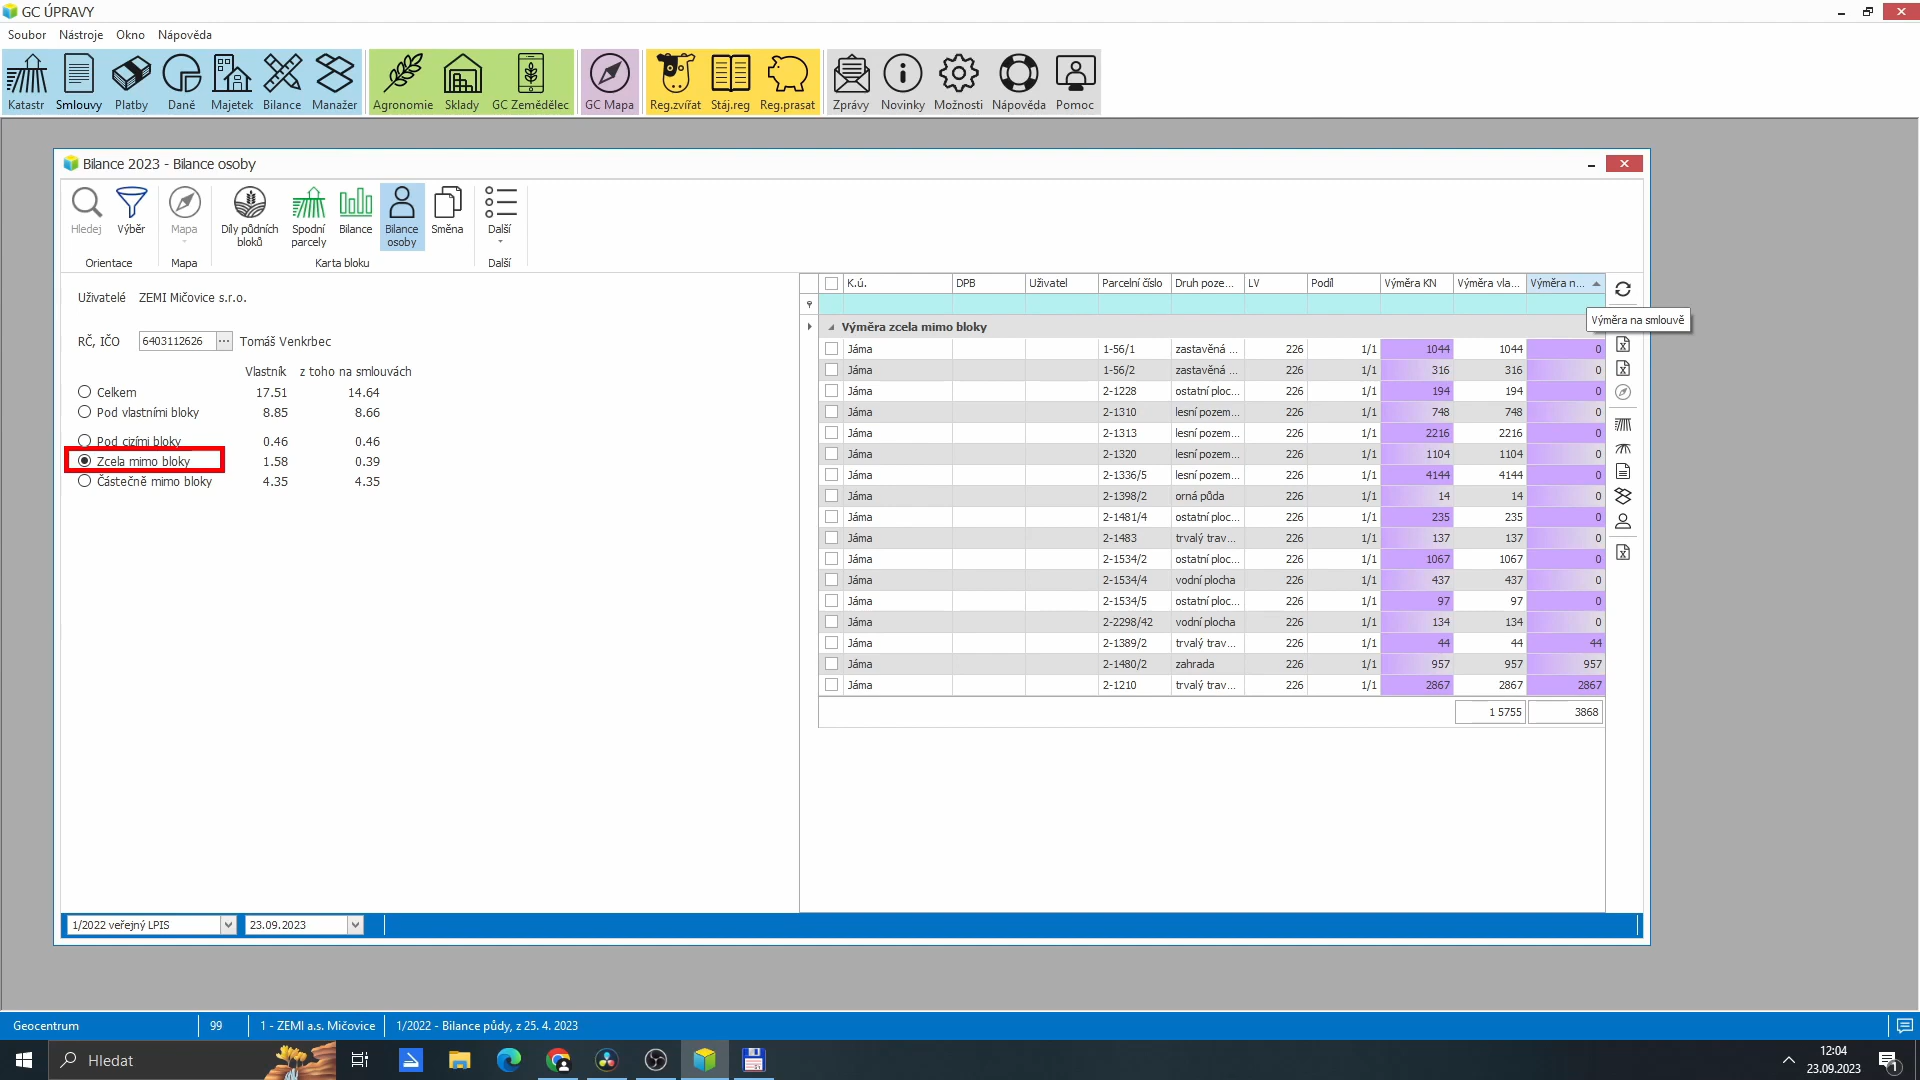 GC ÚPRAVY
Soubor Nástroje Okno Nápověda
Katastr Smlouvy Platby Daně Majetek Bilance Manažer Agronomie Sklady GC Zemědělec GC Mapa Reg.zvířat Stáj.reg Reg.prasat Zprávy Novinky Možnosti Nápověda Pomoc
Bilance 2023 - Bilance osoby
Hledej Výběr Mapa Díly půdních bloků Spodní parcely Bilance Bilance osoby Směna Další
Orientace Mapa Karta bloku Další
Uživatelé ZEMI Mičovice s.r.o.
RČ, IČO 6403112626 ... Tomáš Venkrbec
Vlastník z toho na smlouvách
Celkem 17.51 14.64
Pod vlastními bloky 8.85 8.66
Pod cizími bloky 0.46 0.46
Zcela mimo bloky 1.58 0.39
Částečně mimo bloky 4.35 4.35
K.ú. DPB Uživatel Parcelní číslo Druh poze... LV Podíl Výměra KN Výměra vla... Výměra n...
Výměra na smlouvě
Výměra zcela mimo bloky
Jáma 1-56/1 zastavěná ... 226 1/1 1044 1044 0
Jáma 1-56/2 zastavěná ... 226 1/1 316 316 0
Jáma 2-1228 ostatní ploc... 226 1/1 194 194 0
Jáma 2-1310 lesní pozem... 226 1/1 748 748 0
Jáma 2-1313 lesní pozem... 226 1/1 2216 2216 0
Jáma 2-1320 lesní pozem... 226 1/1 1104 1104 0
Jáma 2-1336/5 lesní pozem... 226 1/1 4144 4144 0
Jáma 2-1398/2 orná půda 226 1/1 14 14 0
Jáma 2-1481/4 ostatní ploc... 226 1/1 235 235 0
Jáma 2-1483 trvalý trav... 226 1/1 137 137 0
Jáma 2-1534/2 ostatní ploc... 226 1/1 1067 1067 0
Jáma 2-1534/4 vodní plocha 226 1/1 437 437 0
Jáma 2-1534/5 ostatní ploc... 226 1/1 97 97 0
Jáma 2-2298/42 vodní plocha 226 1/1 134 134 0
Jáma 2-1389/2 trvalý trav... 226 1/1 44 44 44
Jáma 2-1480/2 zahrada 226 1/1 957 957 957
Jáma 2-1210 trvalý trav... 226 1/1 2867 2867 2867
1 5755 3868
1/2022 veřejný LPIS 23.09.2023
Geocentrum 99 1 - ZEMI a.s. Mičovice 1/2022 - Bilance půdy, z 25. 4. 2023
Hledat
12:04
23.09.2023
1